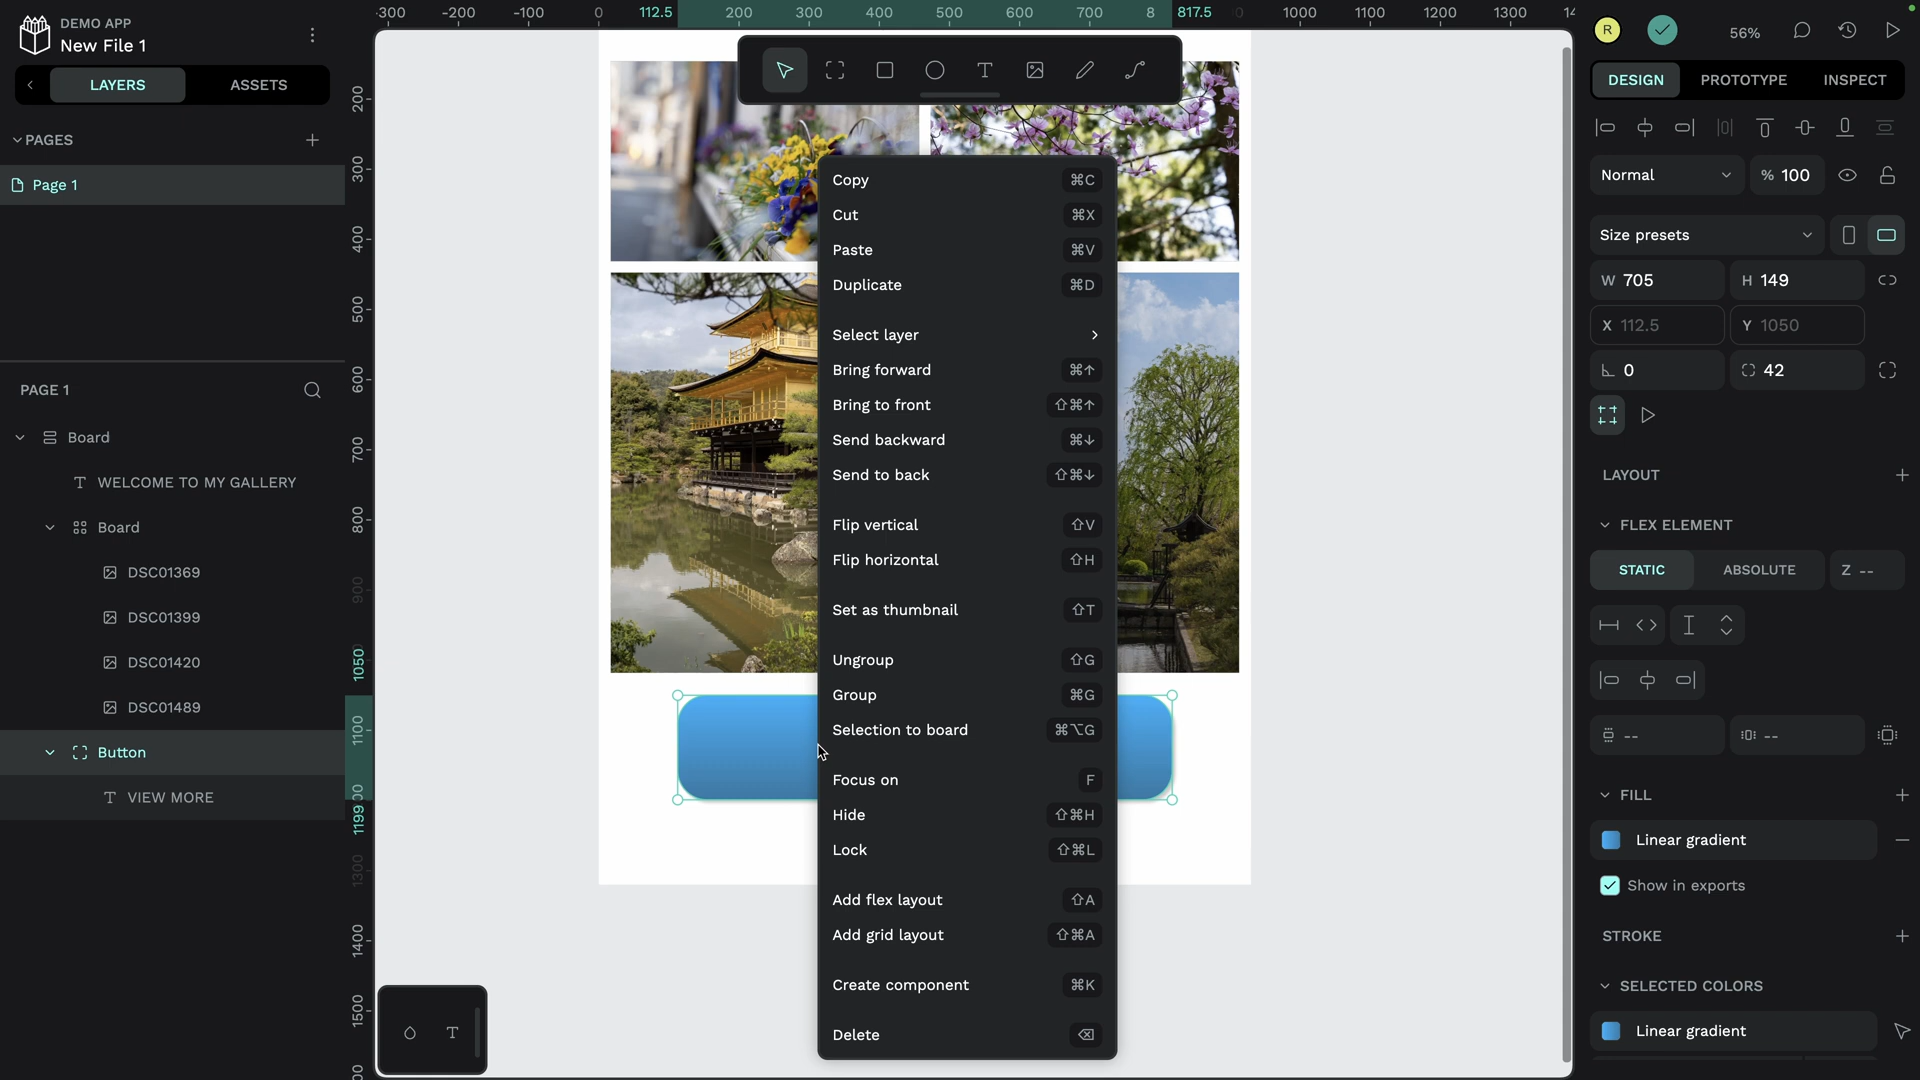 DEMO APP
New File 1
LAYERS
ASSETS
PAGES
Page 1
PAGE 1
Board
WELCOME TO MY GALLERY
Board
DSC01369
DSC01399
DSC01420
DSC01489
Button
VIEW MORE
-300 -200 -100 0 112.5 200 300 400 500 600 700 8 817.5 1000 1100 1200 1300
200
300
400
500
600
700
800
900
1050
1100
1199
1300
1400
1500
Copy ⌘C
Cut ⌘X
Paste ⌘V
Duplicate ⌘D
Select layer
Bring forward ⌘↑
Bring to front ⇧⌘↑
Send backward ⌘↓
Send to back ⇧⌘↓
Flip vertical ⇧V
Flip horizontal ⇧H
Set as thumbnail ⇧T
Ungroup ⇧G
Group ⌘G
Selection to board ⌘⌥G
Focus on F
Hide ⇧⌘H
Lock ⇧⌘L
Add flex layout ⇧A
Add grid layout ⇧⌘A
Create component ⌘K
Delete ⌫
R
56%
DESIGN
PROTOTYPE
INSPECT
Normal
% 100
Size presets
W 705
H 149
X 112.5
Y 1050
0
42
LAYOUT
FLEX ELEMENT
STATIC
ABSOLUTE
Z --
--
--
FILL
Linear gradient
Show in exports
STROKE
SELECTED COLORS
Linear gradient